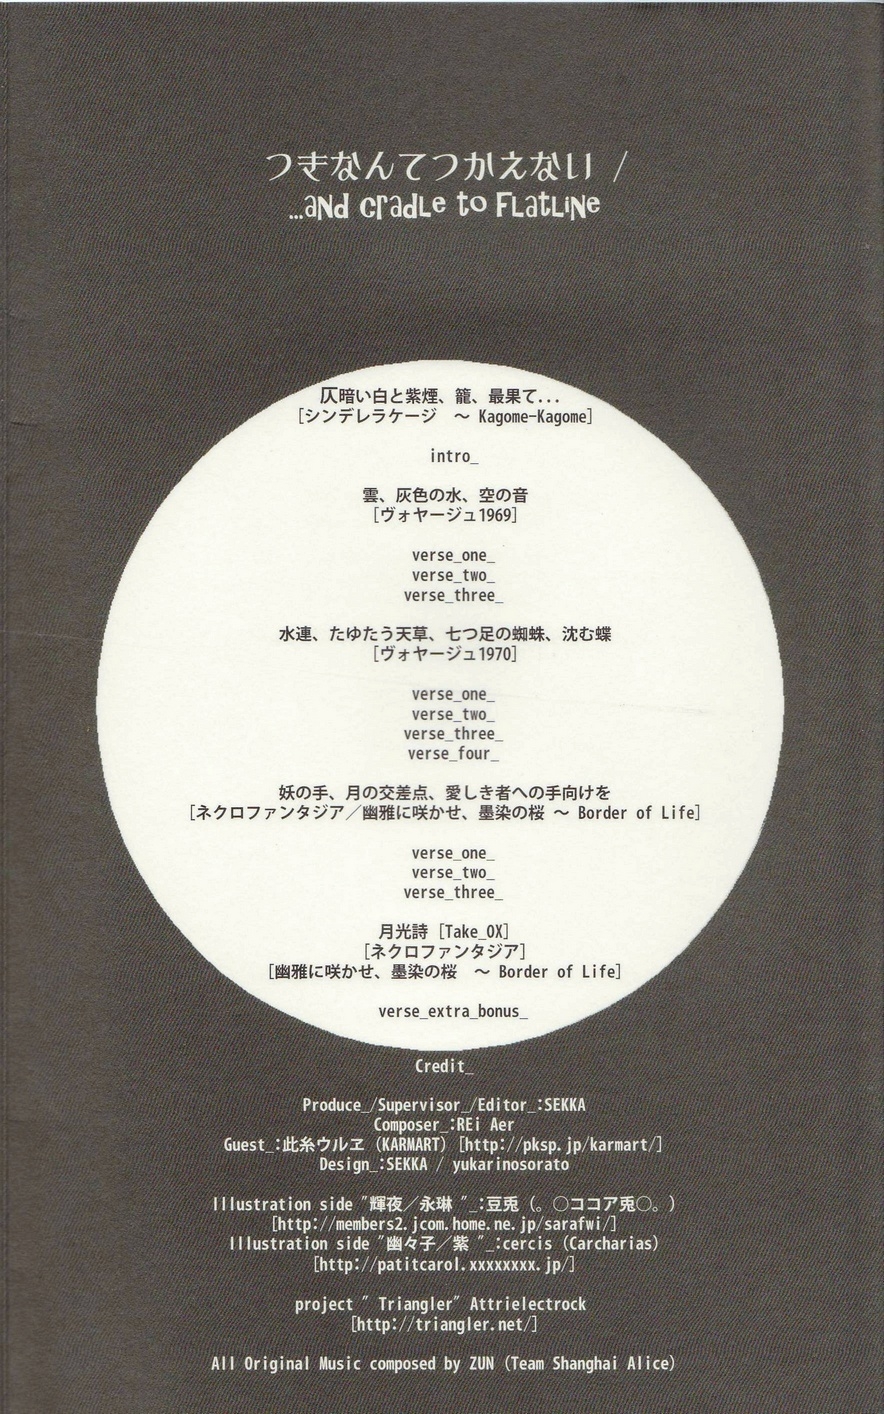 つきなんてつかえない /
...aNd cradLe to FLatLiNe
仄暗い白と紫煙、籠、最果て...
[シンデレラケージ　～ Kagome-Kagome]
intro_
雲、灰色の水、空の音
[ヴォヤージュ1969]
verse_one_
verse_two_
verse_three_
水連、たゆたう天草、七つ足の蜘蛛、沈む蝶
[ヴォヤージュ1970]
verse_one_
verse_two_
verse_three_
verse_four_
妖の手、月の交差点、愛しき者への手向けを
[ネクロファンタジア／幽雅に咲かせ、墨染の桜 ～ Border of Life]
verse_one_
verse_two_
verse_three_
月光詩 [Take_OX]
[ネクロファンタジア]
[幽雅に咲かせ、墨染の桜　～ Border of Life]
verse_extra_bonus_
Credit_
Produce_/Supervisor_/Editor_:SEKKA
Composer_:REi Aer
Guest_:此糸ウルヱ (KARMART) [http://pksp.jp/karmart/]
Design_:SEKKA / yukarinosorato
Illustration side "輝夜／永琳 "_:豆兎 (。○ココア兎○。)
[http://members2.jcom.home.ne.jp/sarafwi/]
Illustration side "幽々子／紫 "_:cercis (Carcharias)
[http://patitcarol.xxxxxxxx.jp/]
project " Triangler" Attrielectrock
[http://triangler.net/]
All Original Music composed by ZUN (Team Shanghai Alice)